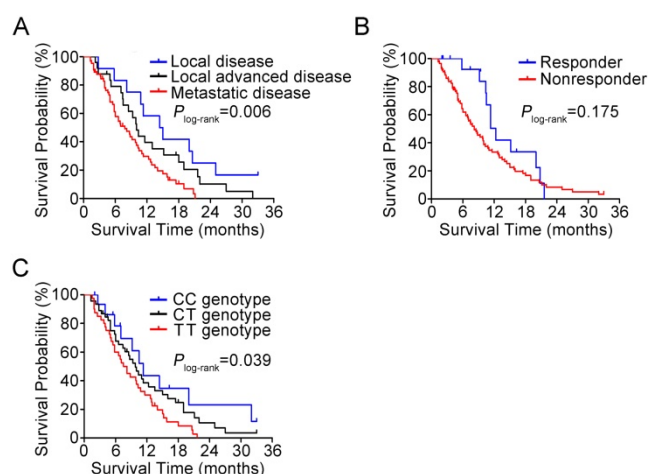 A
Survival Probability (%)
100
80
60
40
20
0
Local disease
Local advanced disease
Metastatic disease
P log-rank=0.006
0 6 12 18 24 30 36
Survival Time (months)
B
Survival Probability (%)
100
80
60
40
20
0
Responder
Nonresponder
P log-rank=0.175
0 6 12 18 24 30 36
Survival Time (months)
C
Survival Probability (%)
100
80
60
40
20
0
CC genotype
CT genotype
TT genotype
P log-rank=0.039
0 6 12 18 24 30 36
Survival Time (months)